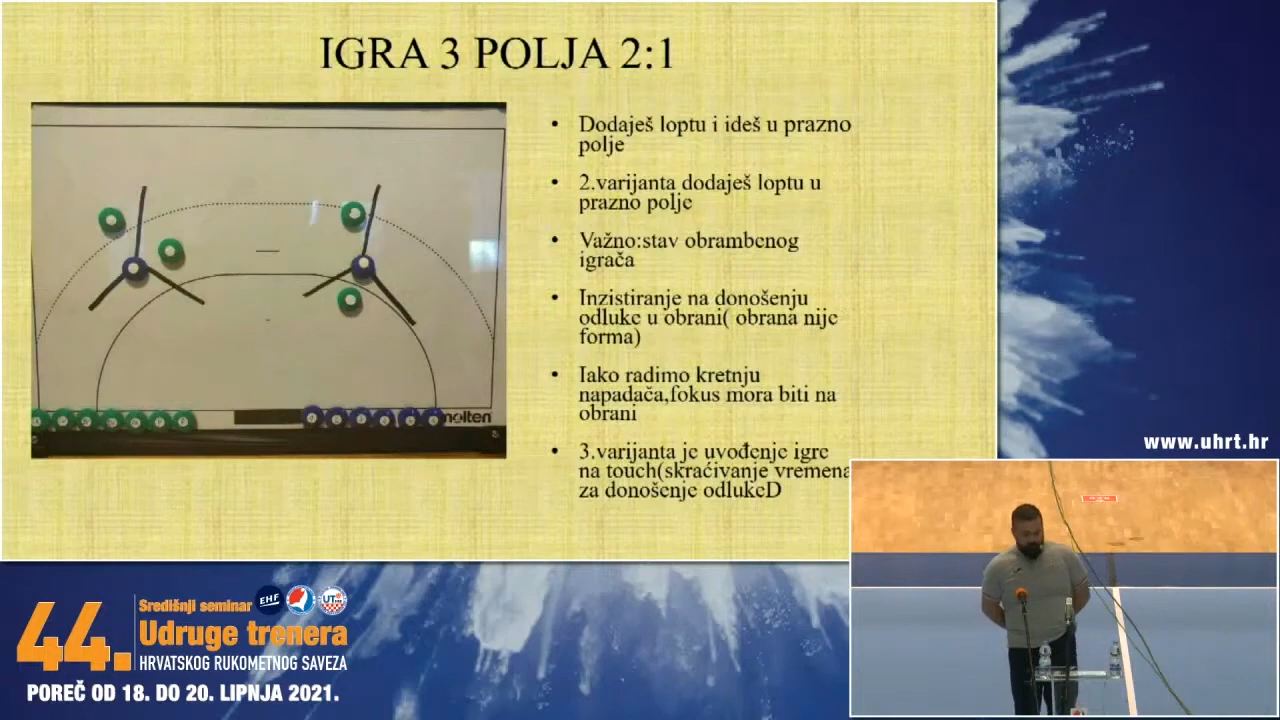 IGRA 3 POLJA 2:1
• Dodaješ loptu i ideš u prazno
polje
• 2.varijanta dodaješ loptu u
prazno polje
• Važno:stav obrambenog
igrača
• Inzistiranje na donošenju
odluke u obrani( obrana nije
forma)
• Iako radimo kretnju
napadača,fokus mora biti na
obrani
• 3.varijanta je uvođenje igre
na touch(skraćivanje vremena
za donošenje odlukeD
molten
www.uhrt.hr
44.
Središnji seminar
EHF
Udruge trenera
HRVATSKOG RUKOMETNOG SAVEZA
POREČ OD 18. DO 20. LIPNJA 2021.